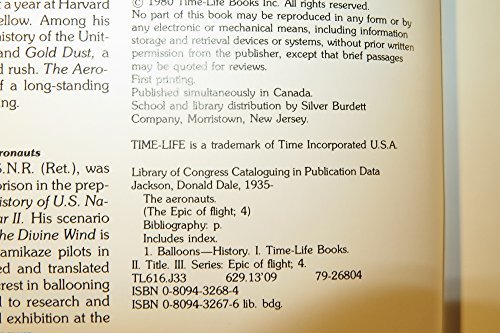 a year at Harvard
ellow. Among his
history of the Unit-
and Gold Dust, a
d rush. The Aero-
f a long-standing
ng.
eronauts
S.N.R. (Ret.), was
orison in the prep-
istory of U.S. Na-
ar II. His scenario
he Divine Wind is
amikaze pilots in
ed and translated
erest in ballooning
d to research and
d exhibition at the
© 1980 Time-Life Books Inc. All rights reserved.
No part of this book may be reproduced in any form or by
any electronic or mechanical means, including information
storage and retrieval devices or systems, without prior written
permission from the publisher, except that brief passages
may be quoted for reviews.
First printing.
Published simultaneously in Canada.
School and library distribution by Silver Burdett
Company, Morristown, New Jersey.
TIME-LIFE is a trademark of Time Incorporated U.S.A.
Library of Congress Cataloguing in Publication Data
Jackson, Donald Dale, 1935-
The aeronauts.
(The Epic of flight; 4)
Bibliography: p.
Includes index.
1. Balloons—History. I. Time-Life Books.
II. Title. III. Series: Epic of flight; 4.
TL616.J33 629.13'09 79-26804
ISBN 0-8094-3268-4
ISBN 0-8094-3267-6 lib. bdg.